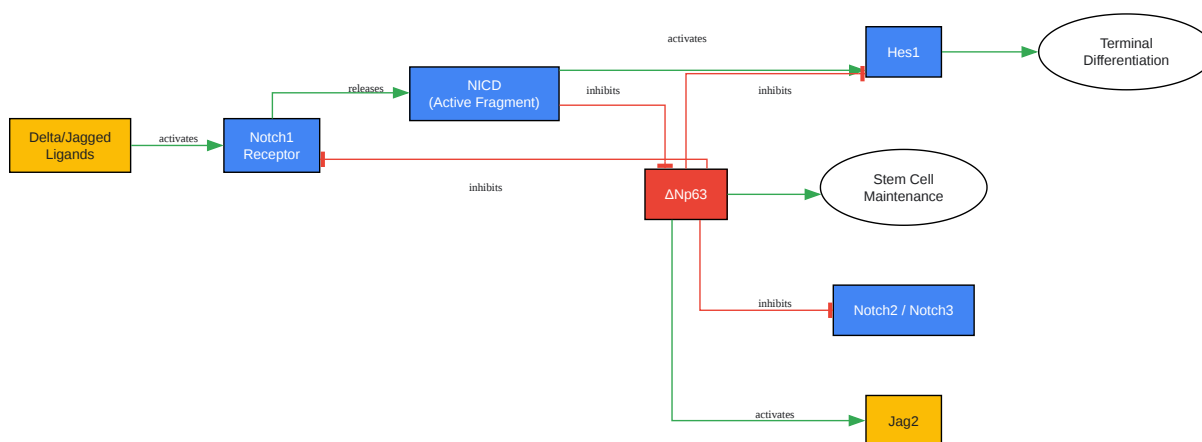 activates
Hes1
Terminal
Differentiation
NICD
(Active Fragment)
releases
inhibits
inhibits
Delta/Jagged
Ligands
activates
Notch1
Receptor
inhibits
ΔNp63
Stem Cell
Maintenance
inhibits
Notch2 / Notch3
activates
Jag2